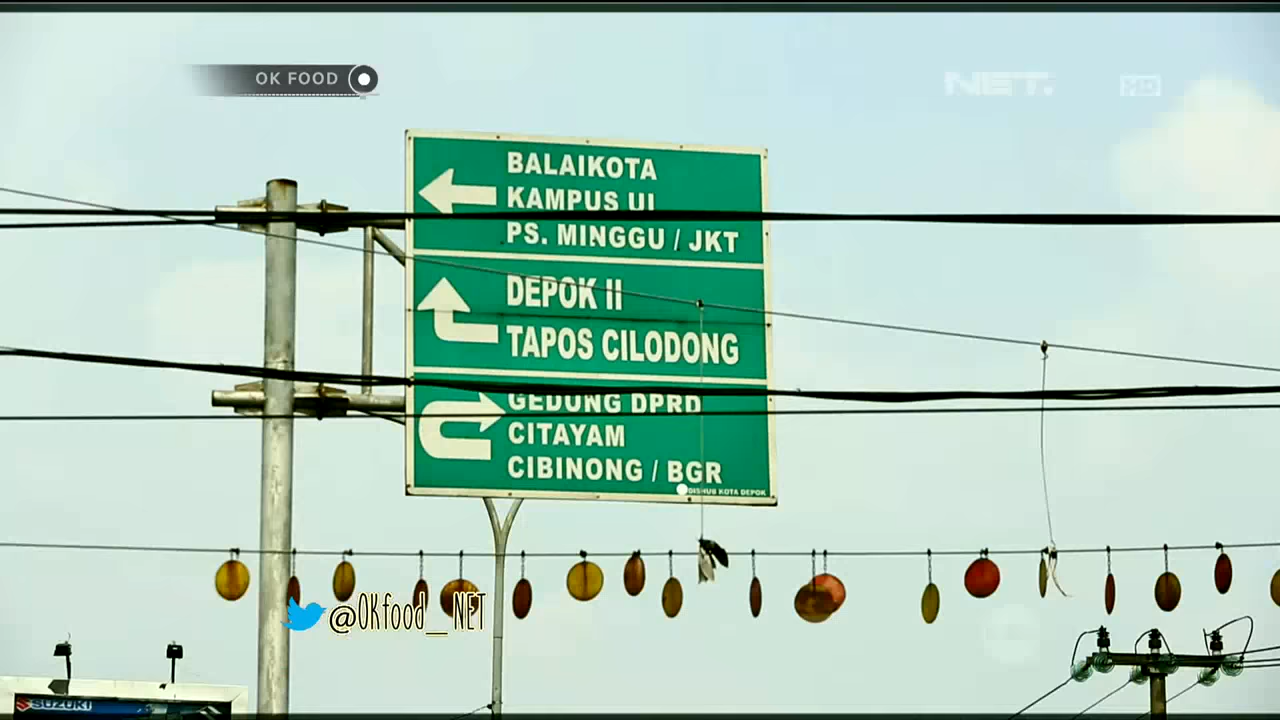 OK FOOD
NET.
HD
BALAIKOTA
KAMPUS UI
PS. MINGGU / JKT
DEPOK II
TAPOS CILODONG
GEDUNG DPRD
CITAYAM
CIBINONG / BGR
DISHUB KOTA DEPOK
@OKfood_NET
SUZUKI